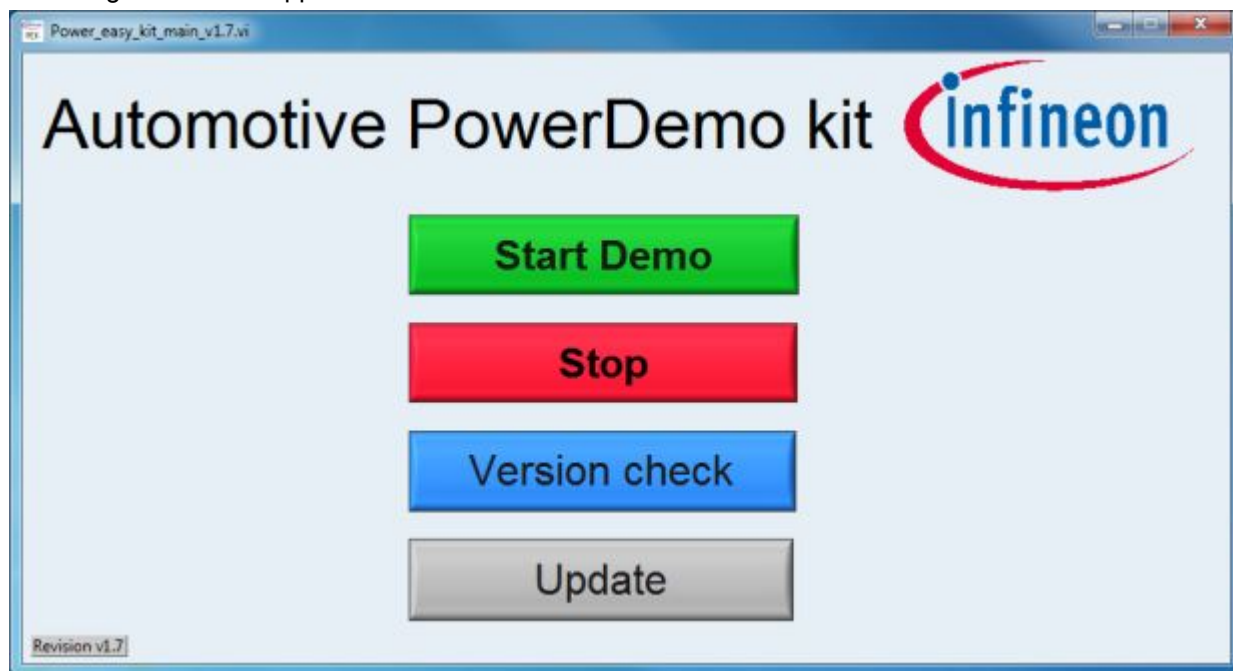 Power_easy_kit_main_v1.7.vi
Automotive PowerDemo kit
infineon
Start Demo
Stop
Version check
Update
Revision v1.7